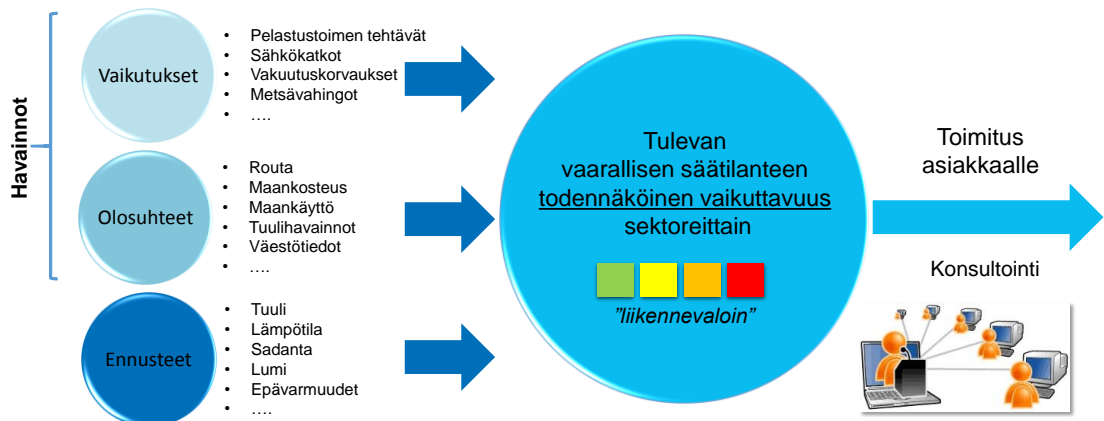 Havainnot
Vaikutukset
• Pelastustoimen tehtävät
• Sähkökatkot
• Vakuutuskorvaukset
• Metsävahingot
• ….
Olosuhteet
• Routa
• Maankosteus
• Maankäyttö
• Tuulihavainnot
• Väestötiedot
• ….
Ennusteet
• Tuuli
• Lämpötila
• Sadanta
• Lumi
• Epävarmuudet
• ….
Tulevan
vaarallisen säätilanteen
todennäköinen vaikuttavuus
sektoreittain
”liikennevaloin”
Toimitus
asiakkaalle
Konsultointi